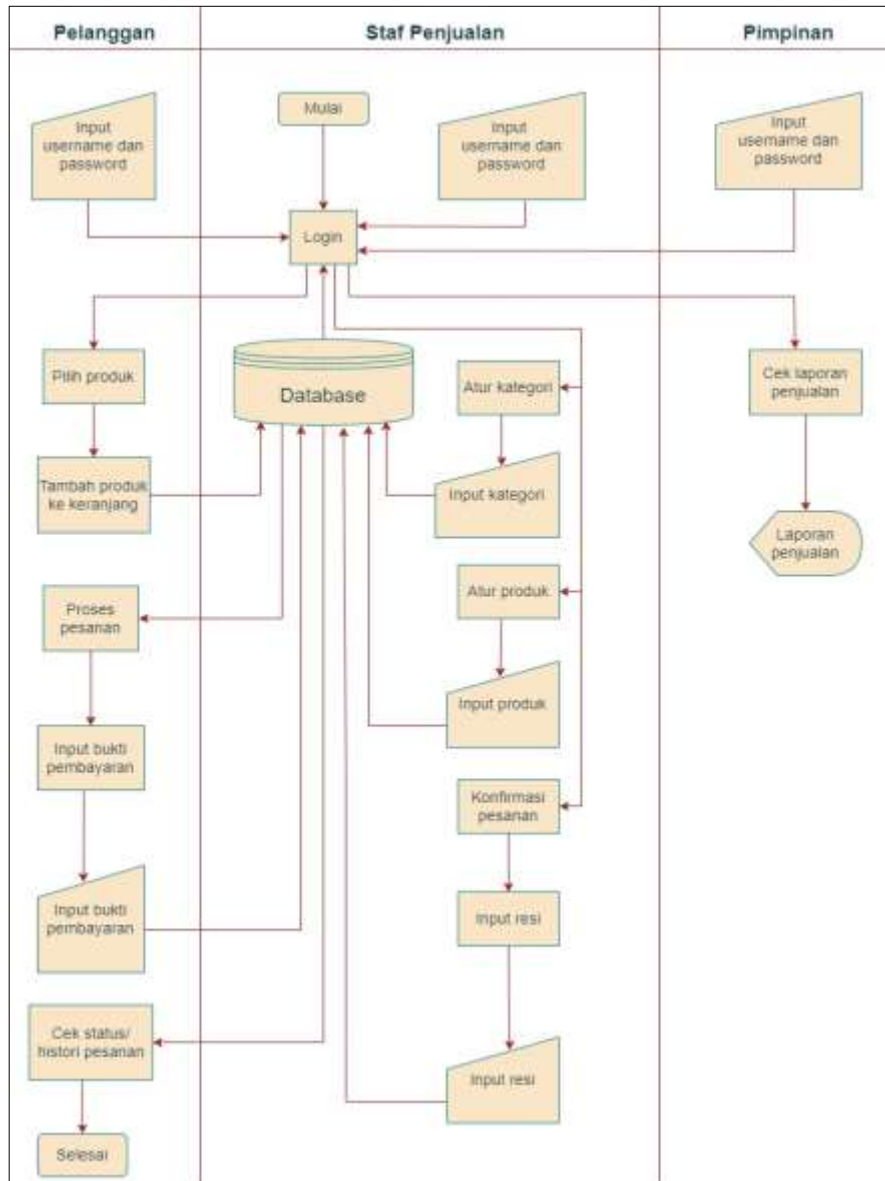 Pelanggan
Staf Penjualan
Pimpinan
Input
username dan
password
Mulai
Input
username dan
password
Input
username dan
password
Login
Pilih produk
Database
Atur kategori
Cek laporan
penjualan
Tambah produk
ke keranjang
Input kategori
Laporan
penjualan
Proses
pesanan
Atur produk
Input produk
Input bukti
pembayaran
Konfirmasi
pesanan
Input bukti
pembayaran
Input resi
Cek status/
histori pesanan
Input resi
Selesai